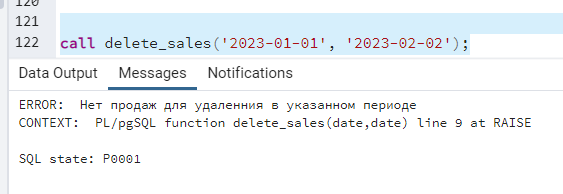 120
121
122 call delete_sales('2023-01-01', '2023-02-02');
Data Output Messages Notifications
ERROR: Нет продаж для удаленния в указанном периоде
CONTEXT: PL/pgSQL function delete_sales(date,date) line 9 at RAISE
SQL state: P0001